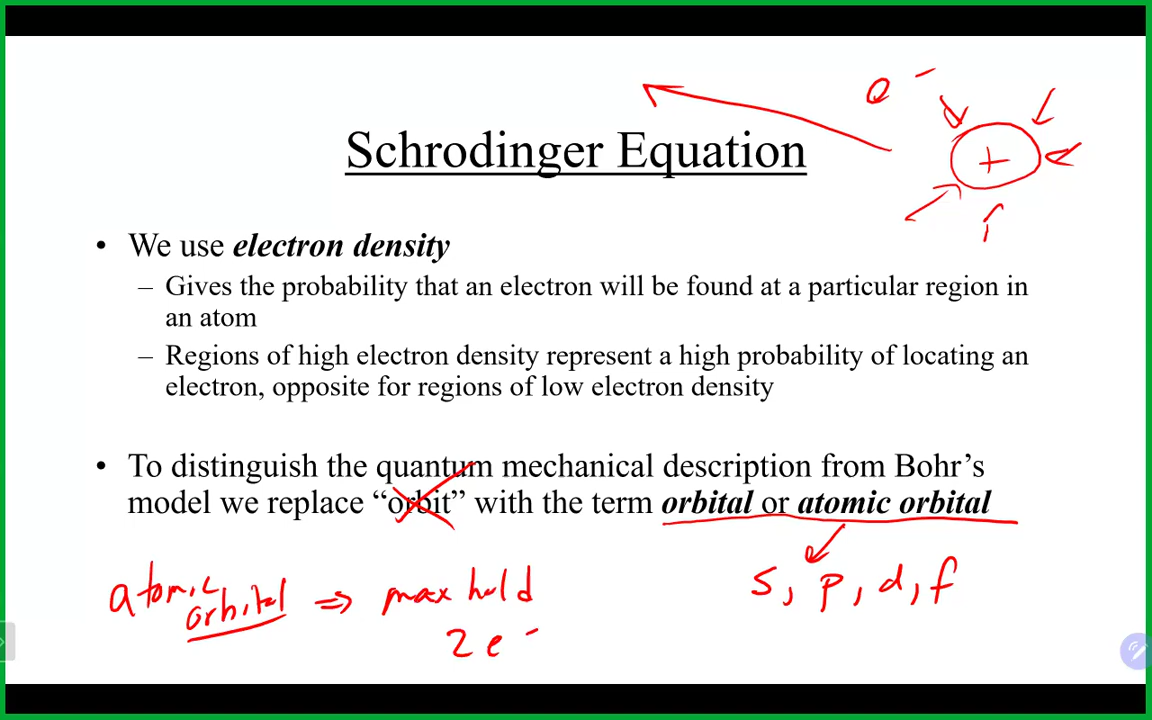 e -
+
Schrodinger Equation
• We use electron density
– Gives the probability that an electron will be found at a particular region in
an atom
– Regions of high electron density represent a high probability of locating an
electron, opposite for regions of low electron density
• To distinguish the quantum mechanical description from Bohr’s
model we replace “orbit” with the term orbital or atomic orbital
atomic
orbital ⇒ max hold
2 e -
s, p, d, f